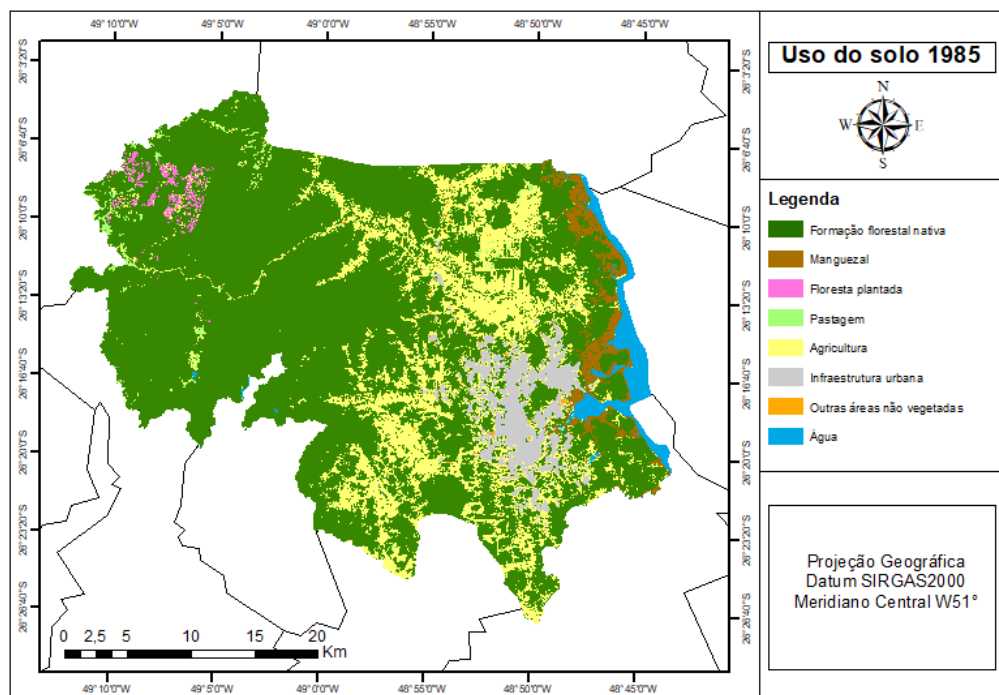 49°10'0"W 49°5'0"W 49°0'0"W 48°55'0"W 48°50'0"W 48°45'0"W
26°3'20"S 26°3'20"S
26°6'40"S 26°6'40"S
26°10'0"S 26°10'0"S
26°13'20"S 26°13'20"S
26°16'40"S 26°16'40"S
26°20'0"S 26°20'0"S
26°23'20"S 26°23'20"S
26°26'40"S 26°26'40"S
0 2,5 5 10 15 20
Km
49°10'0"W 49°5'0"W 49°0'0"W 48°55'0"W 48°50'0"W 48°45'0"W
Uso do solo 1985
N
W E
S
Legenda
Formação florestal nativa
Manguezal
Floresta plantada
Pastagem
Agricultura
Infraestrutura urbana
Outras áreas não vegetadas
Água
Projeção Geográfica
Datum SIRGAS2000
Meridiano Central W51°